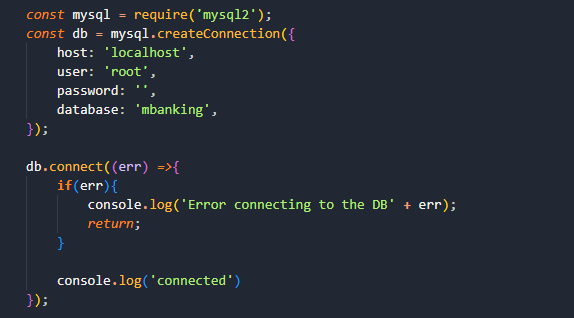 const mysql = require('mysql2');
const db = mysql.createConnection({
    host: 'localhost',
    user: 'root',
    password: '',
    database: 'mbanking',
});

db.connect((err) =>{
    if(err){
        console.log('Error connecting to the DB' + err);
        return;
    }

    console.log('connected')
});